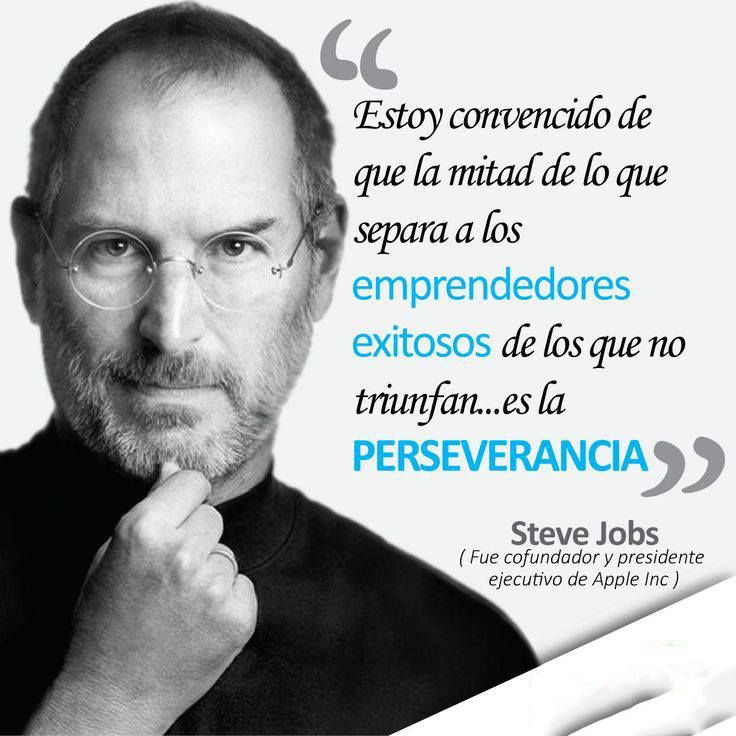 “
Estoy convencido de
que la mitad de lo que
separa a los
emprendedores
exitosos de los que no
triunfan...es la
PERSEVERANCIA”
Steve Jobs
( Fue cofundador y presidente
ejecutivo de Apple Inc )